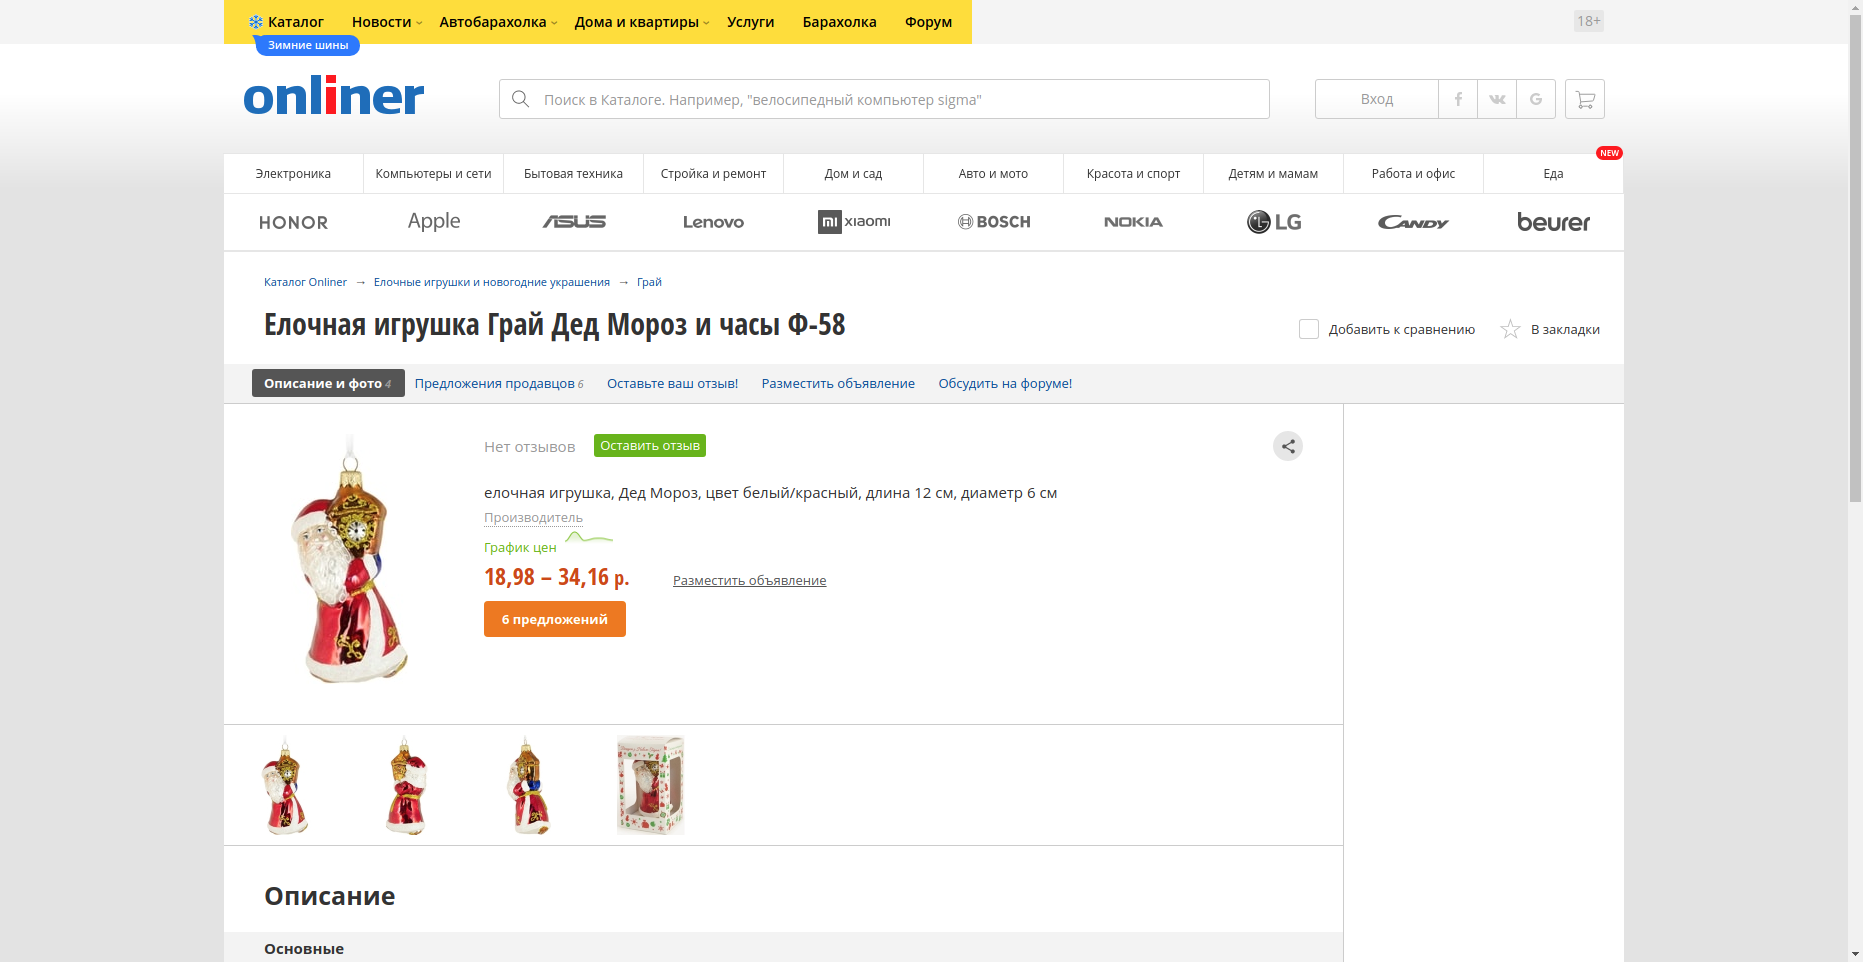 Каталог Новости Автобарахолка Дома и квартиры Услуги Барахолка Форум 18+
Зимние шины
onliner
Поиск в Каталоге. Например, "велосипедный компьютер sigma"
Вход
NEW
Электроника Компьютеры и сети Бытовая техника Стройка и ремонт Дом и сад Авто и мото Красота и спорт Детям и мамам Работа и офис Еда
HONOR Apple ASUS Lenovo mi xiaomi BOSCH NOKIA LG CANDY beurer
Каталог Onliner → Елочные игрушки и новогодние украшения → Грай
Елочная игрушка Грай Дед Мороз и часы Ф-58
Добавить к сравнению В закладки
Описание и фото 4 Предложения продавцов 6 Оставьте ваш отзыв! Разместить объявление Обсудить на форуме!
Нет отзывов Оставить отзыв
елочная игрушка, Дед Мороз, цвет белый/красный, длина 12 см, диаметр 6 см
Производитель
График цен
18,98 – 34,16 р. Разместить объявление
6 предложений
Описание
Основные